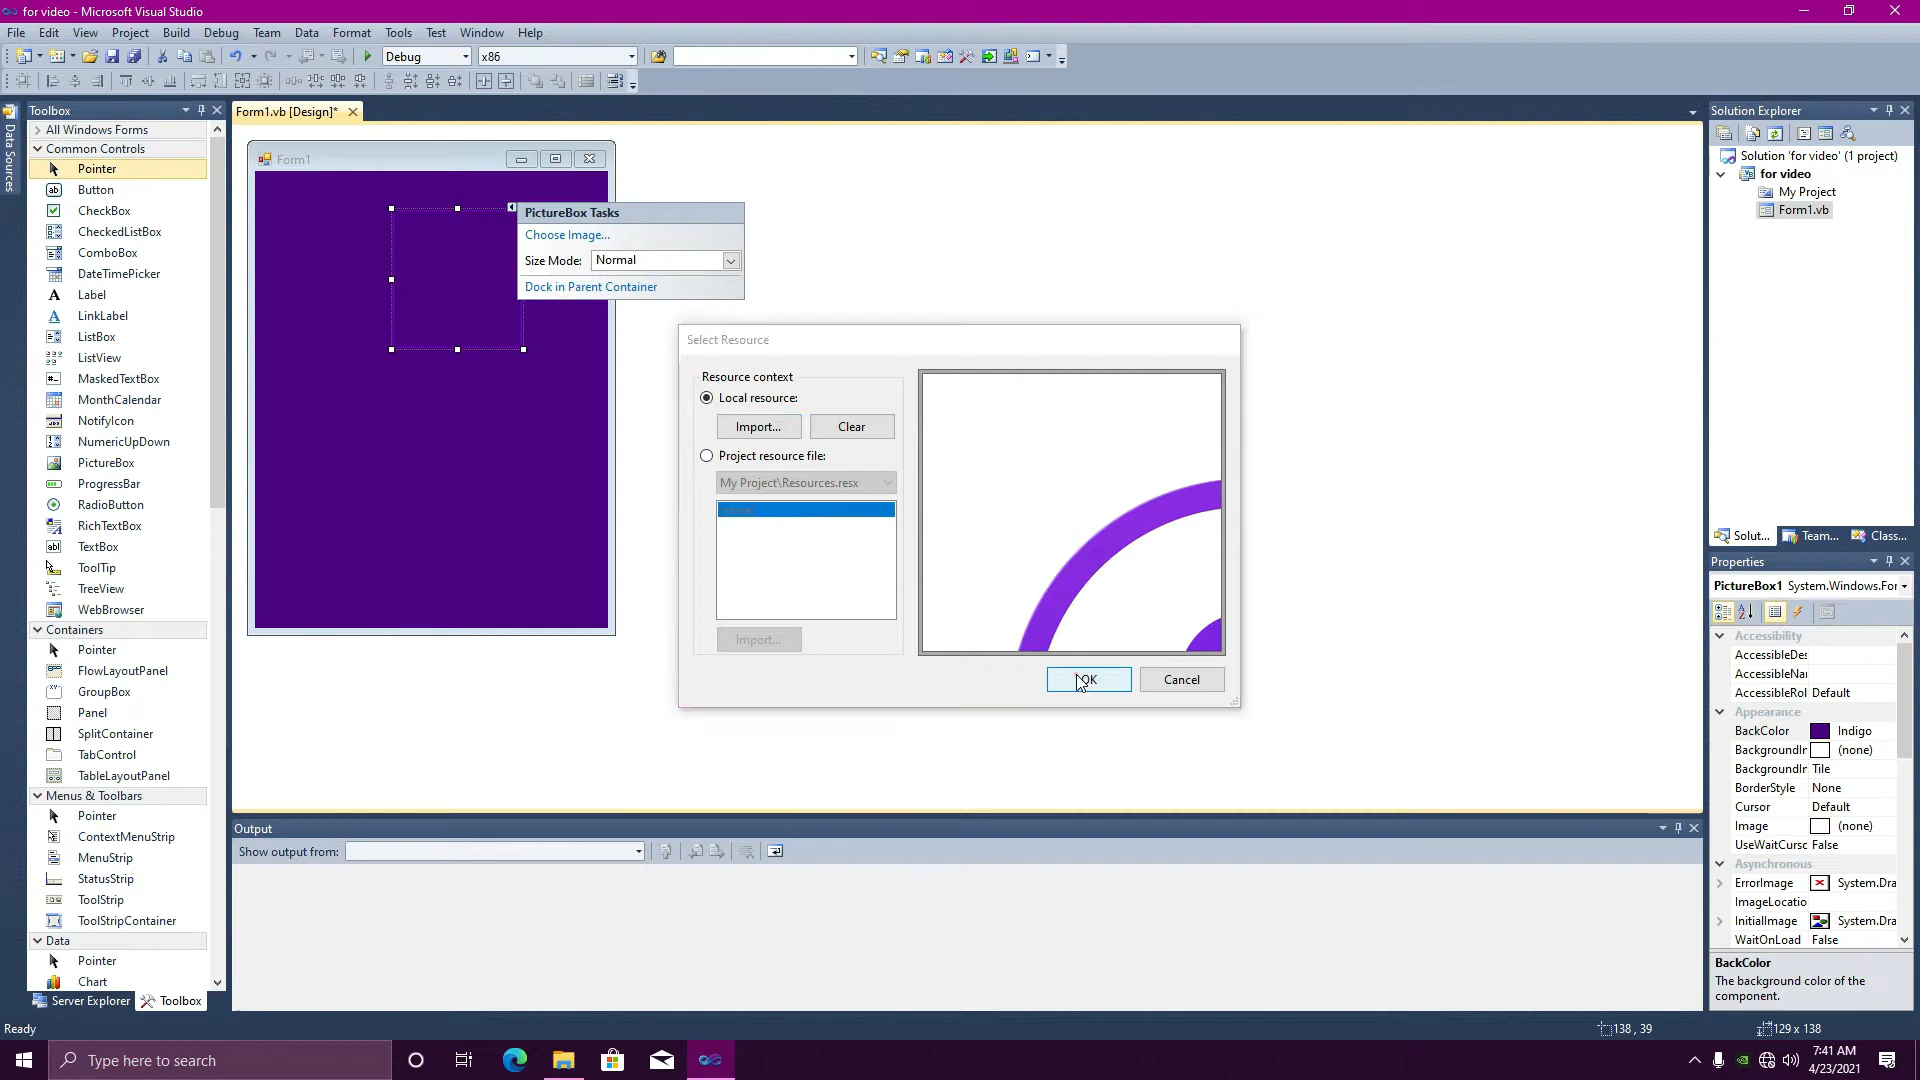 for video - Microsoft Visual Studio
File Edit View Project Build Debug Team Data Format Tools Test Window Help
Debug x86
Toolbox
Form1.vb [Design]*
Solution Explorer
Data Sources
All Windows Forms
Common Controls
Pointer
Button
CheckBox
CheckedListBox
ComboBox
DateTimePicker
Label
LinkLabel
ListBox
ListView
MaskedTextBox
MonthCalendar
NotifyIcon
NumericUpDown
PictureBox
ProgressBar
RadioButton
RichTextBox
TextBox
ToolTip
TreeView
WebBrowser
Containers
Pointer
FlowLayoutPanel
GroupBox
Panel
SplitContainer
TabControl
TableLayoutPanel
Menus & Toolbars
Pointer
ContextMenuStrip
MenuStrip
StatusStrip
ToolStrip
ToolStripContainer
Data
Pointer
Chart
Server Explorer Toolbox
Form1
PictureBox Tasks
Choose Image...
Size Mode: Normal
Dock in Parent Container
Select Resource
Resource context
Local resource:
Import... Clear
Project resource file:
My Project\Resources.resx
Import...
OK Cancel
Output
Show output from:
Solution 'for video' (1 project)
for video
My Project
Form1.vb
Solut... Team... Class...
Properties
PictureBox1 System.Windows.For
Accessibility
AccessibleDes
AccessibleNar
AccessibleRol Default
Appearance
BackColor Indigo
BackgroundIr (none)
BackgroundIr Tile
BorderStyle None
Cursor Default
Image (none)
UseWaitCurso False
Asynchronous
ErrorImage System.Dra
ImageLocatio
InitialImage System.Dra
WaitOnLoad False
BackColor
The background color of the
component.
Ready
138 , 39
129 x 138
Type here to search
7:41 AM
4/23/2021